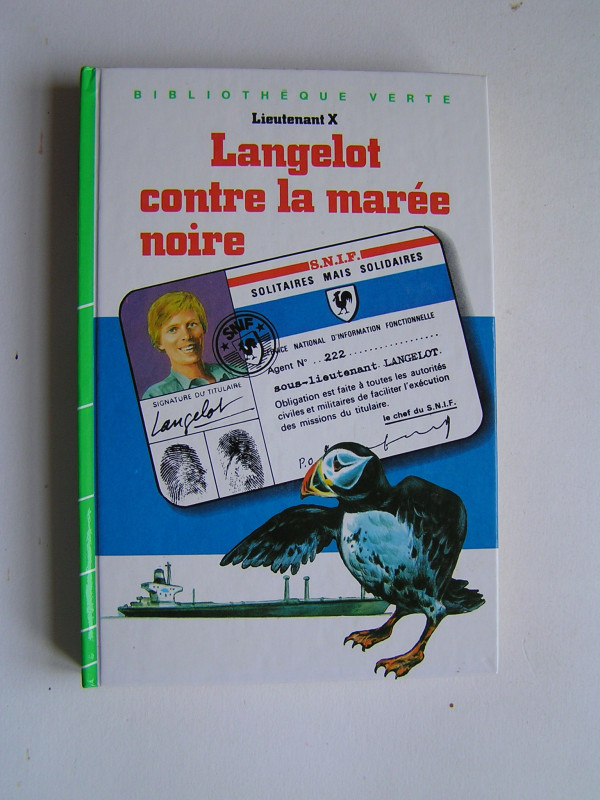 BIBLIOTHÈQUE VERTE
Lieutenant X
Langelot
contre la marée
noire
S.N.I.F.
SOLITAIRES MAIS SOLIDAIRES
SNIF
SERVICE NATIONAL D'INFORMATION FONCTIONNELLE
Agent N° ..222..................
sous-lieutenant. LANGELOT.
Obligation est faite à toutes les autorités
civiles et militaires de faciliter l'exécution
des missions du titulaire.
le chef du S.N.I.F.
P.o
SIGNATURE DU TITULAIRE
Langelot